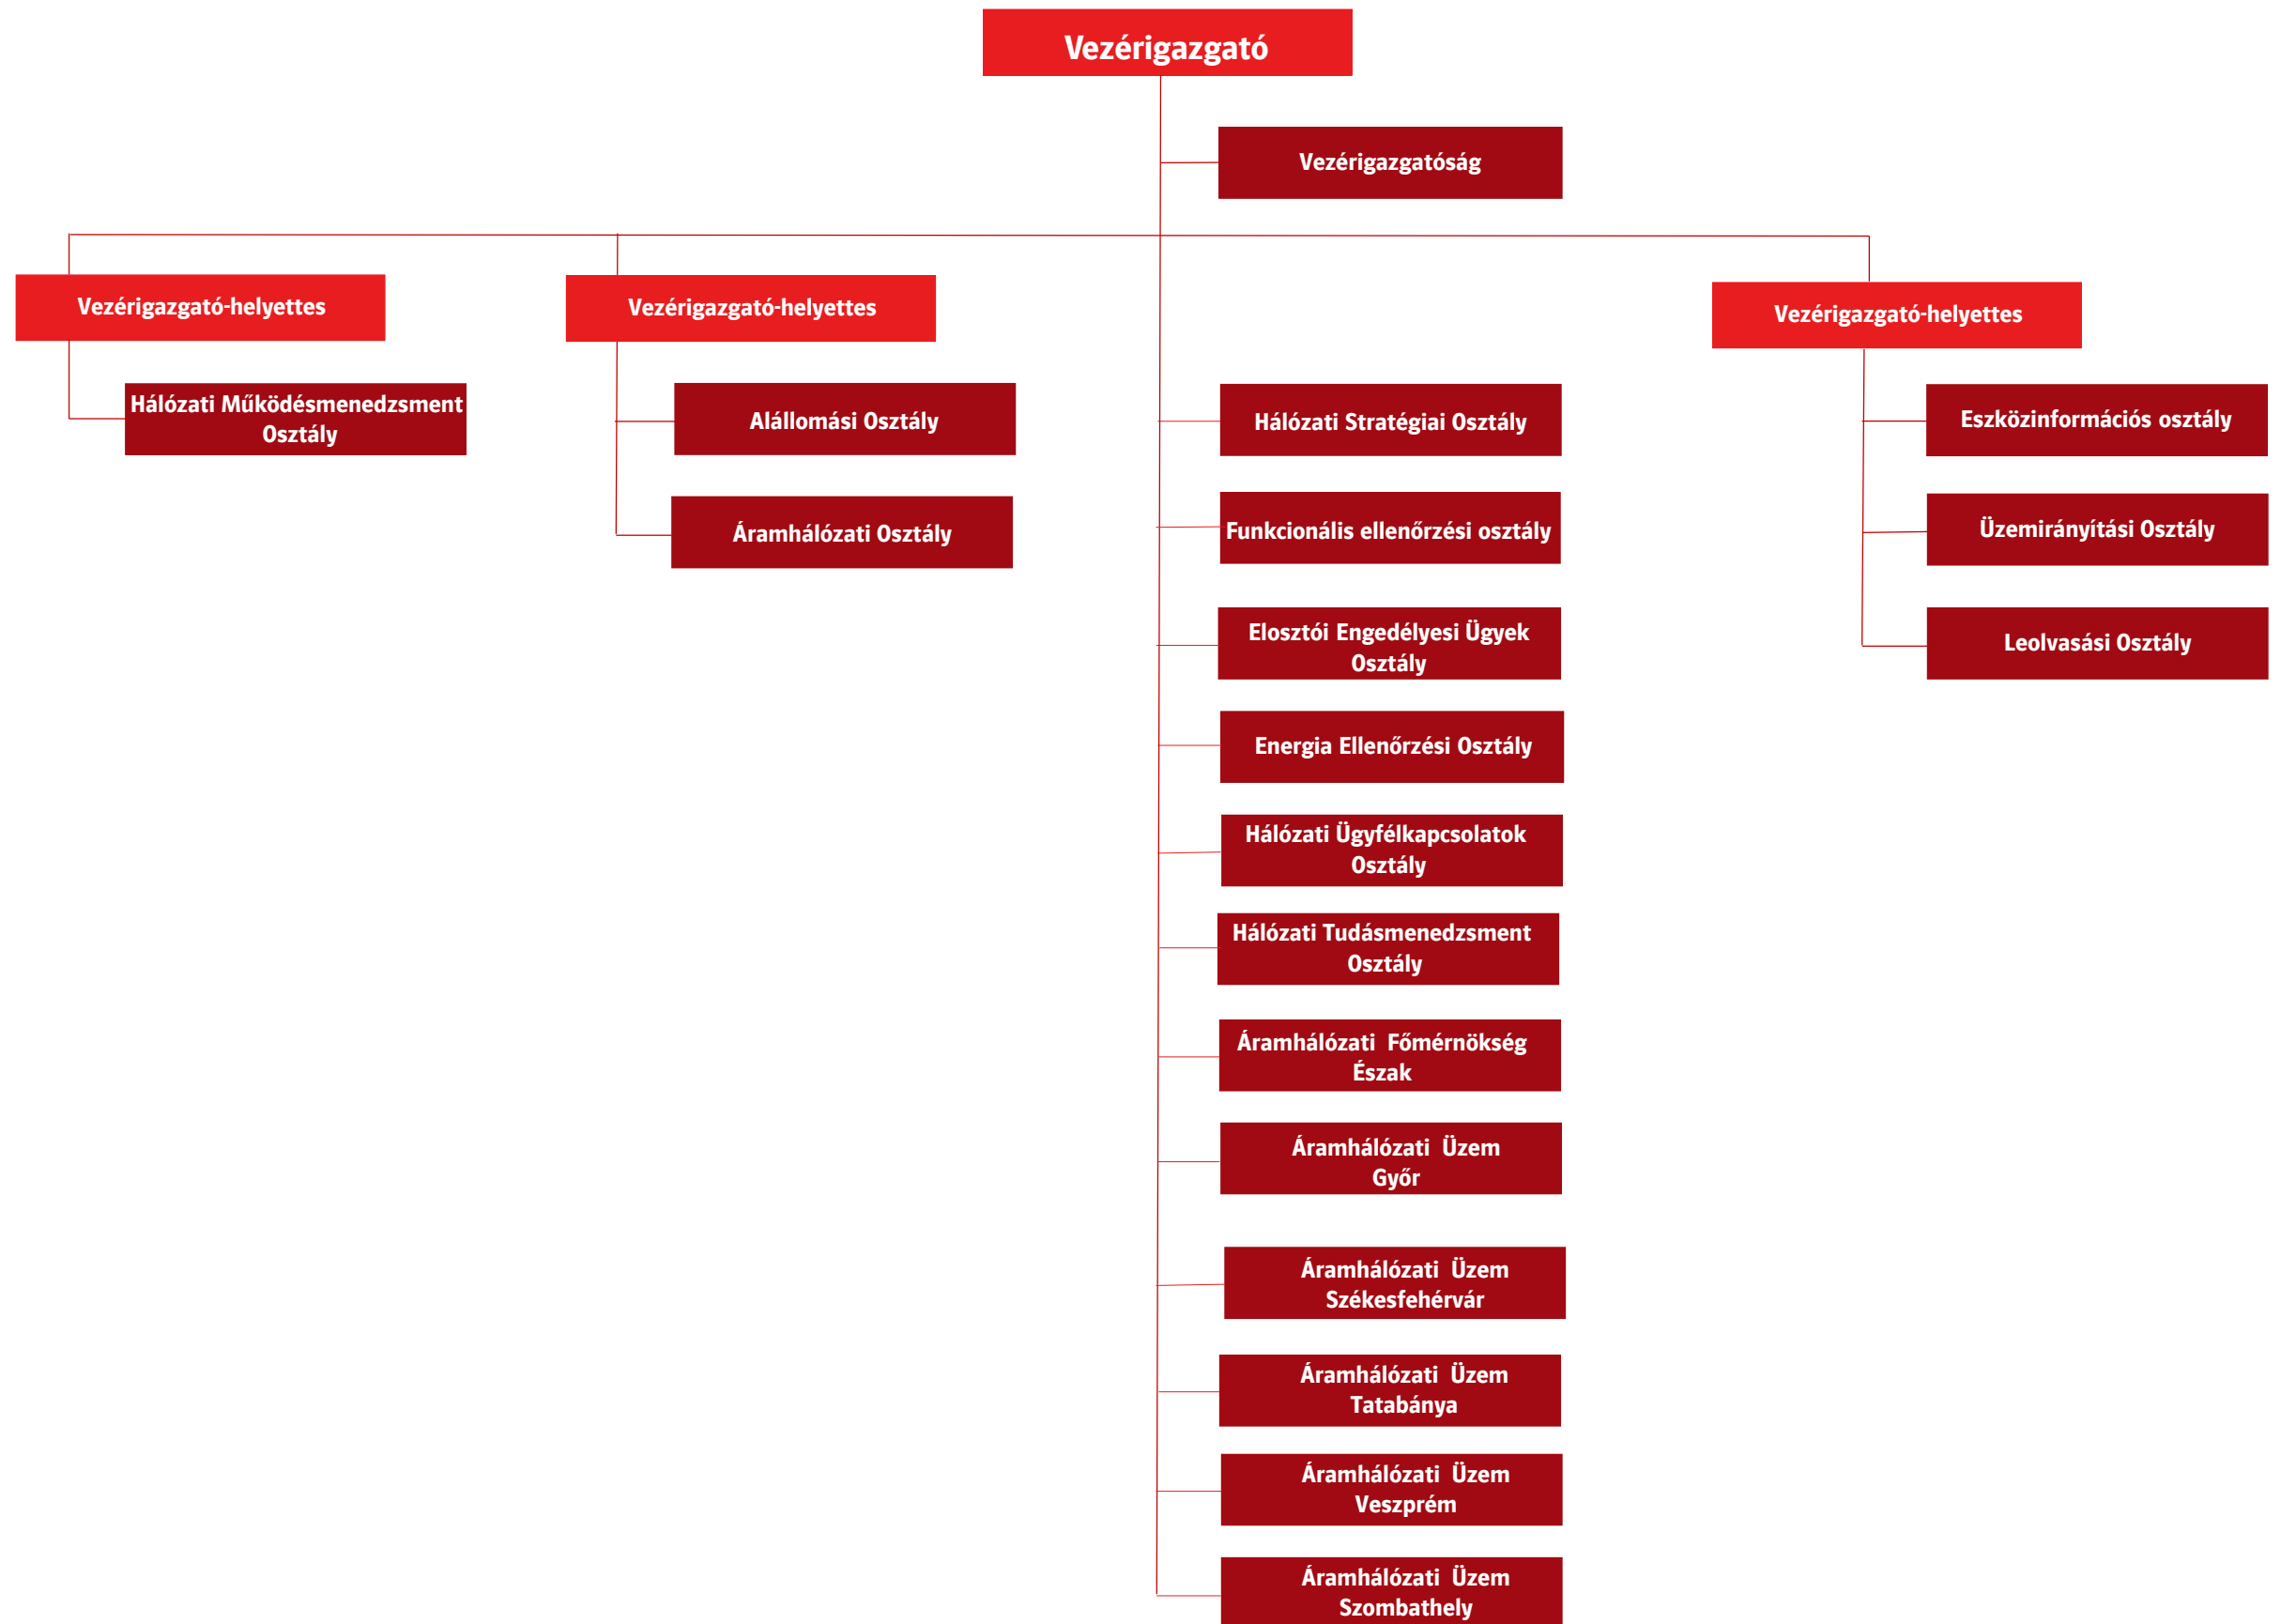 Vezérigazgató
Vezérigazgatóság
Vezérigazgató-helyettes
Hálózati Működésmenedzsment
Osztály
Vezérigazgató-helyettes
Alállomási Osztály
Áramhálózati Osztály
Hálózati Stratégiai Osztály
Funkcionális ellenőrzési osztály
Elosztói Engedélyesi Ügyek
Osztály
Energia Ellenőrzési Osztály
Hálózati Ügyfélkapcsolatok
Osztály
Hálózati Tudásmenedzsment
Osztály
Áramhálózati Főmérnökség
Észak
Áramhálózati Üzem
Győr
Áramhálózati Üzem
Székesfehérvár
Áramhálózati Üzem
Tatabánya
Áramhálózati Üzem
Veszprém
Áramhálózati Üzem
Szombathely
Vezérigazgató-helyettes
Eszközinformációs osztály
Üzemirányítási Osztály
Leolvasási Osztály